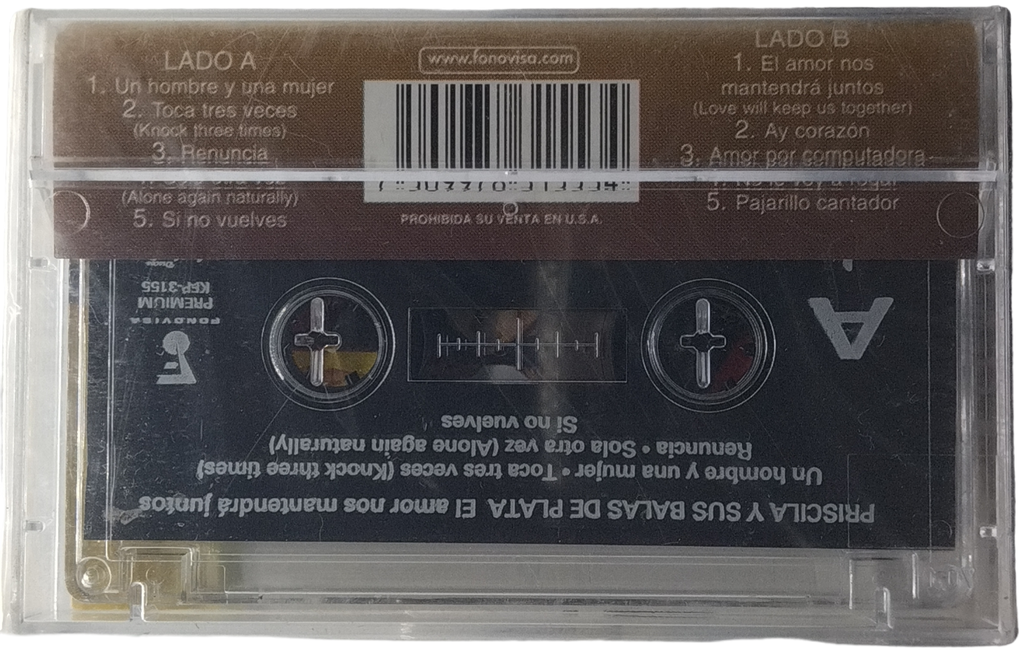 LADO A
1. Un hombre y una mujer
2. Toca tres veces
(Knock three times)
3. Renuncia
(Alone again naturally)
5. Si no vuelves
www.fonovisa.com
PROHIBIDA SU VENTA EN U.S.A.
LADO B
1. El amor nos
mantendrá juntos
(Love will keep us together)
2. Ay corazón
3. Amor por computadora
5. Pajarillo cantador
PRISCILA Y SUS BALAS DE PLATA El amor nos mantendrá juntos
Un hombre y una mujer • Toca tres veces (Knock three times)
Renuncia • Sola otra vez (Alone again naturally)
Si no vuelves
A
FONOVISA
PREMIUM
KFP-3155